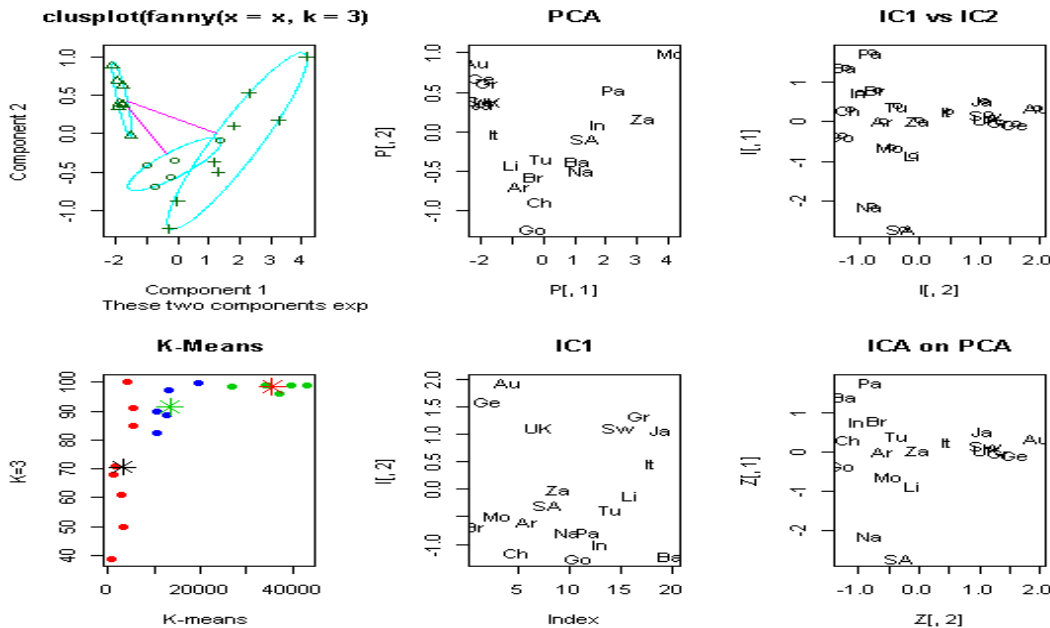 clusplot(fanny(x = x, k = 3)
PCA
IC1 vs IC2
Component 2
1.0
0.5
0.0
-0.5
-1.0
-2
0
1
2
3
4
Component 1
These two components exp
P[, 2]
1.0
0.5
0.0
-0.5
-1.0
Mo
Au
Ge
Gr
Pa
It
In
Za
SA
Li
Tu
Ba
Na
Br
Ar
Ch
Go
-2
0
1
2
3
4
P[, 1]
I[, 1]
1
0
-1
-2
Pa
Ba
In
Br
Ch
Tu
It
Ja
Au
Ar
Za
Ge
Mo
Li
Na
SA
-1.0
0.0
1.0
2.0
I[, 2]
K-Means
IC1
ICA on PCA
K=3
100
90
80
70
60
50
40
0
20000
40000
K-means
I[, 2]
2.0
1.5
1.0
0.5
0.0
-1.0
Au
Ge
Gr
UK
Sw
Ja
It
Za
Li
SA
Tu
Mo
Ar
Br
Na
Pa
In
Ch
Go
Ba
5
10
15
20
Index
Z[, 1]
1
0
-1
-2
Pa
Ba
In
Br
Ch
Tu
It
Ja
Au
Ar
Za
Ge
Go
Mo
Li
Na
SA
-1.0
0.0
1.0
2.0
Z[, 2]